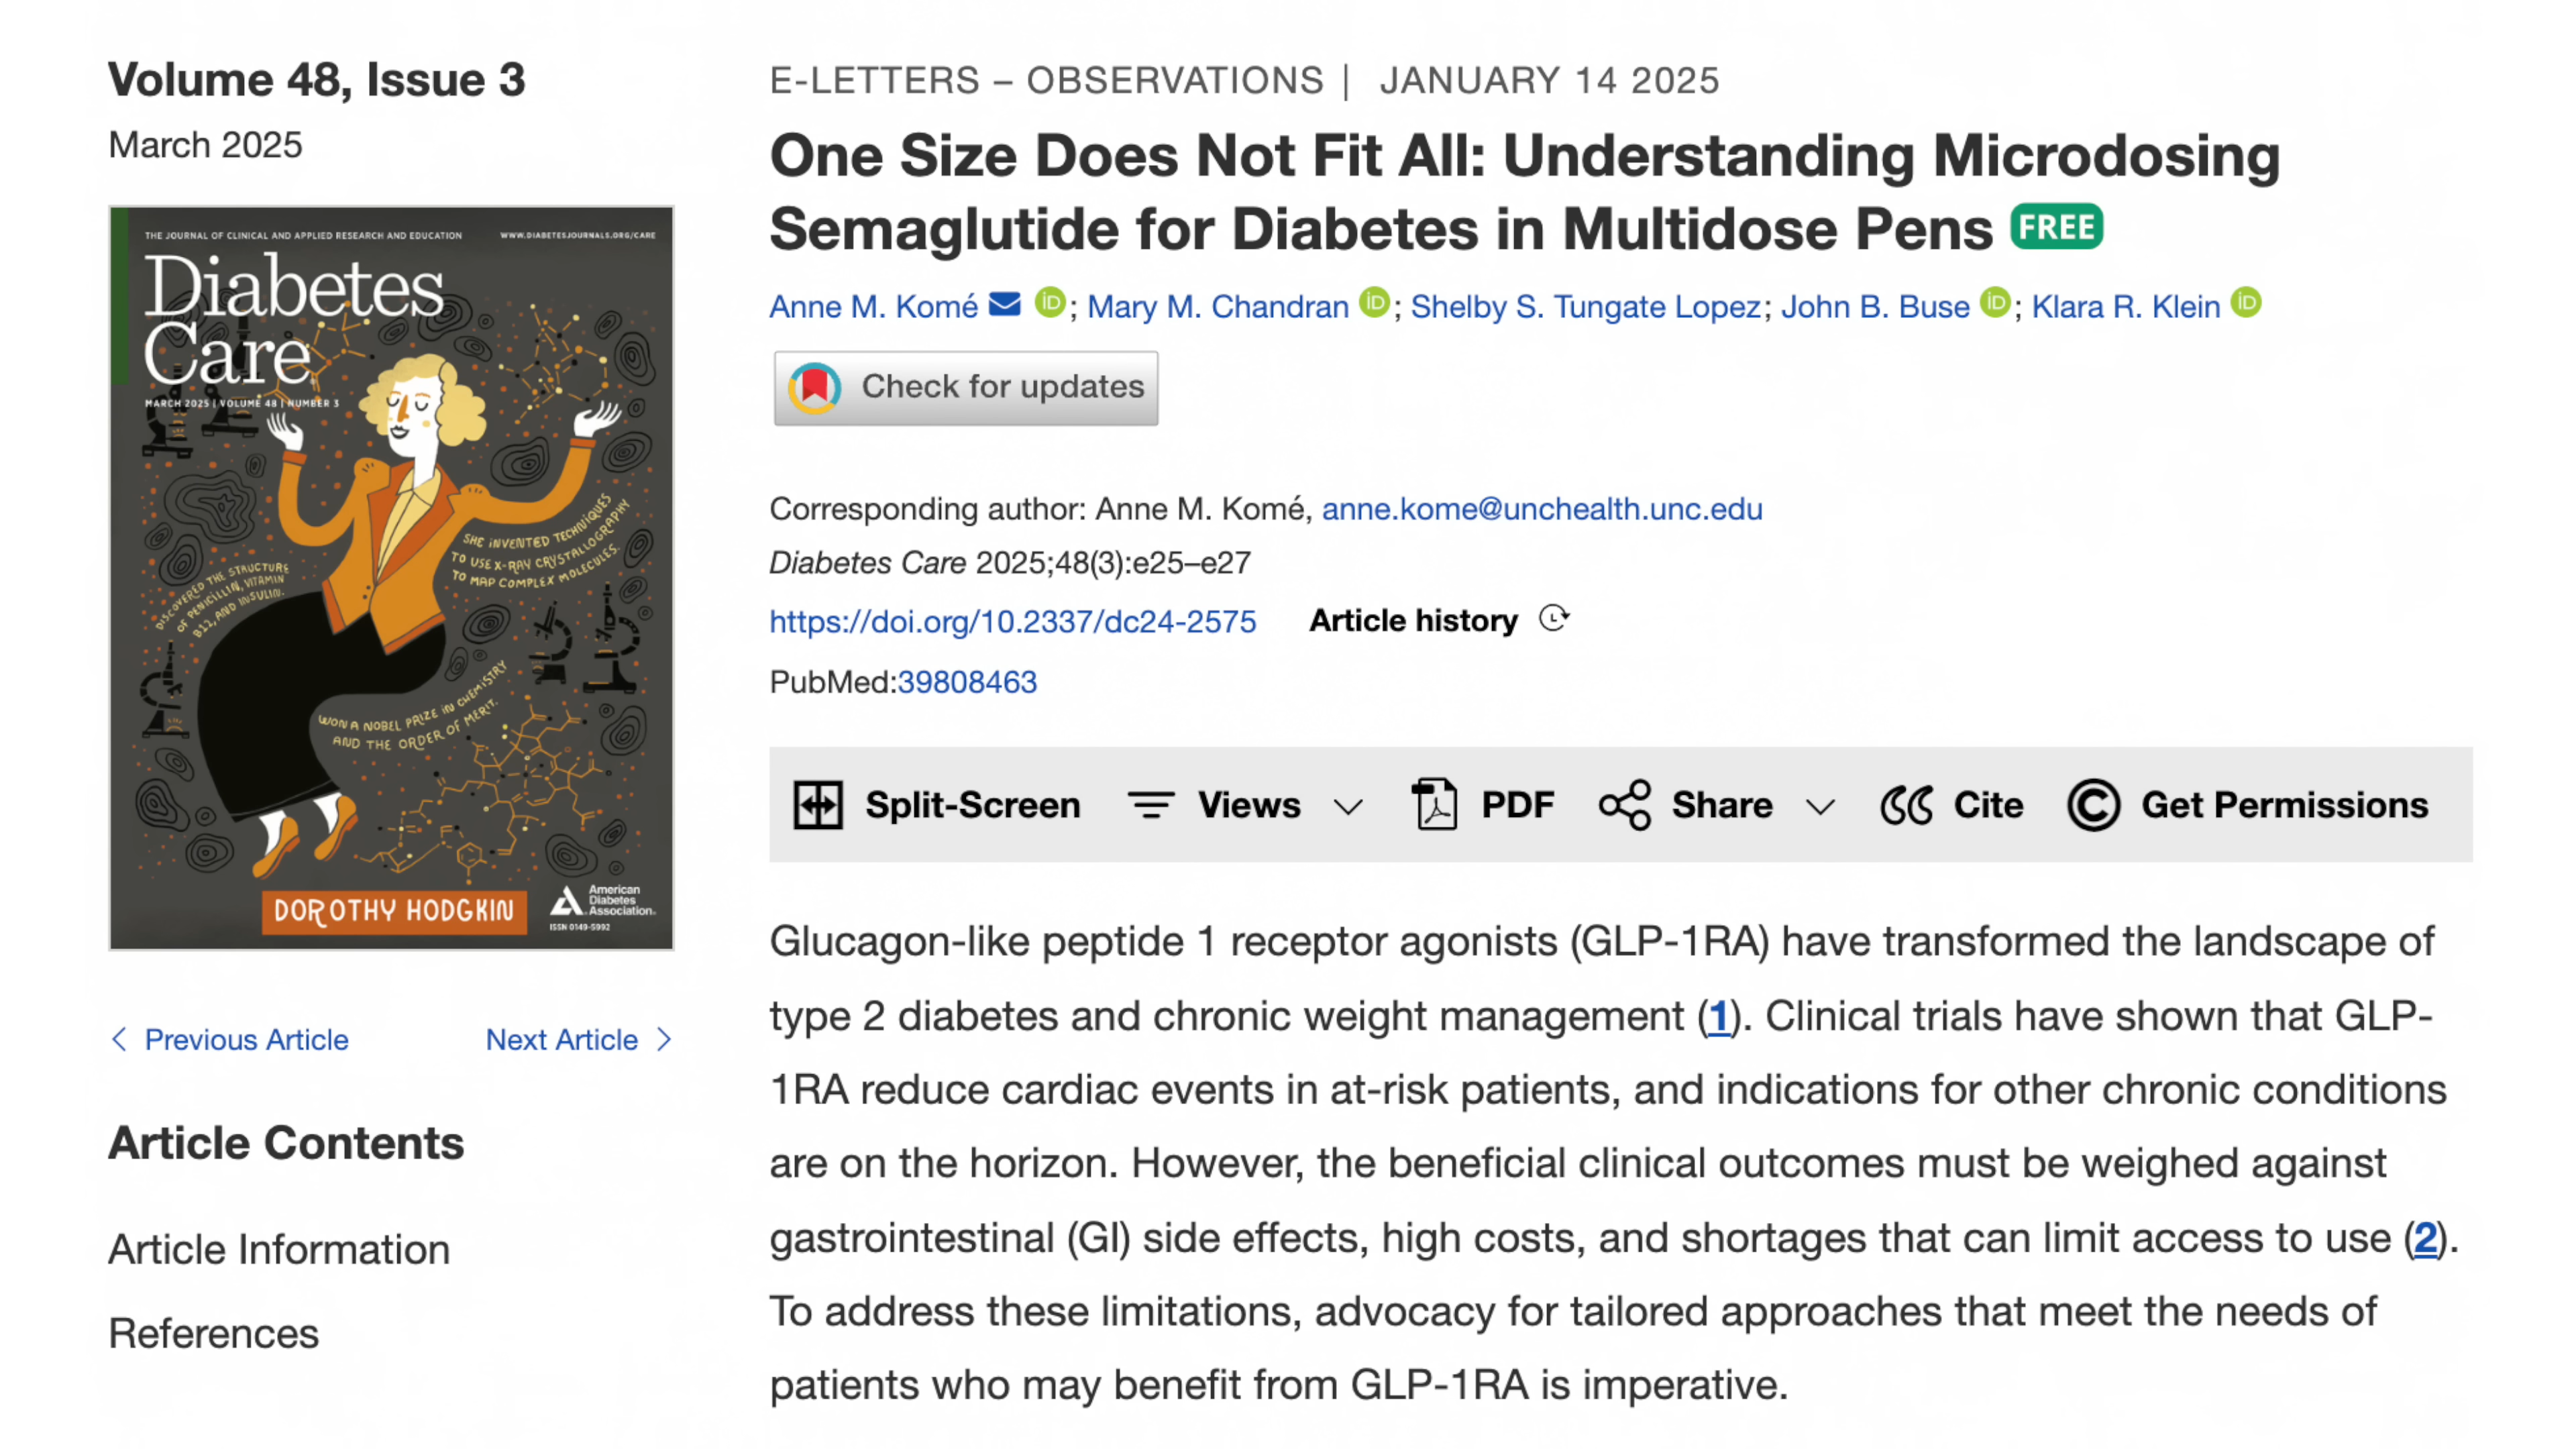 Volume 48, Issue 3
March 2025
THE JOURNAL OF CLINICAL AND APPLIED RESEARCH AND EDUCATION
WWW.DIABETESJOURNALS.ORG/CARE
Diabetes
Care
MARCH 2025 | VOLUME 48 | NUMBER 3
SHE INVENTED TECHNIQUES
TO USE X-RAY CRYSTALLOGRAPHY
TO MAP COMPLEX MOLECULES.
DISCOVERED THE STRUCTURE
OF PENICILLIN, VITAMIN
B12, AND INSULIN.
WON A NOBEL PRIZE IN CHEMISTRY
AND THE ORDER OF MERIT.
DOROTHY HODGKIN
American
Diabetes
Association.
ISSN 0149-5992
Previous Article
Next Article
Article Contents
Article Information
References
E-LETTERS – OBSERVATIONS | JANUARY 14 2025
One Size Does Not Fit All: Understanding Microdosing
Semaglutide for Diabetes in Multidose Pens FREE
Anne M. Komé iD; Mary M. Chandran iD; Shelby S. Tungate Lopez; John B. Buse iD; Klara R. Klein iD
Check for updates
Corresponding author: Anne M. Komé, anne.kome@unchealth.unc.edu
Diabetes Care 2025;48(3):e25–e27
https://doi.org/10.2337/dc24-2575 Article history
PubMed:39808463
Split-Screen Views PDF Share Cite Get Permissions
Glucagon-like peptide 1 receptor agonists (GLP-1RA) have transformed the landscape of
type 2 diabetes and chronic weight management (1). Clinical trials have shown that GLP-
1RA reduce cardiac events in at-risk patients, and indications for other chronic conditions
are on the horizon. However, the beneficial clinical outcomes must be weighed against
gastrointestinal (GI) side effects, high costs, and shortages that can limit access to use (2).
To address these limitations, advocacy for tailored approaches that meet the needs of
patients who may benefit from GLP-1RA is imperative.